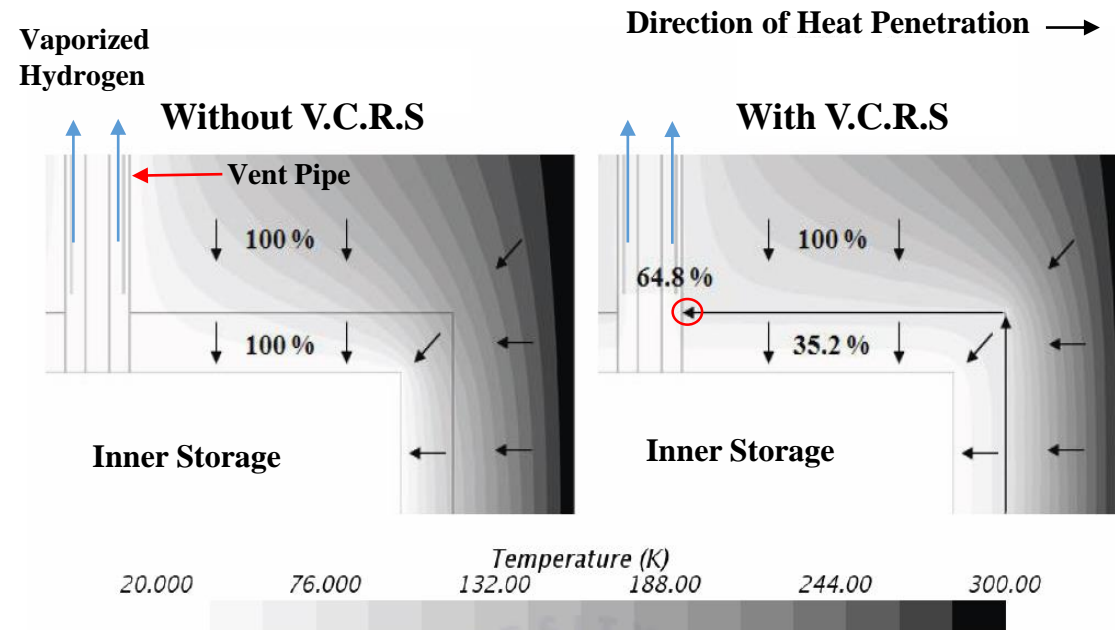 Direction of Heat Penetration
Vaporized
Hydrogen
Without V.C.R.S
With V.C.R.S
Vent Pipe
100 %
100 %
64.8 %
100 %
35.2 %
Inner Storage
Inner Storage
Temperature (K)
20.000 76.000 132.00 188.00 244.00 300.00